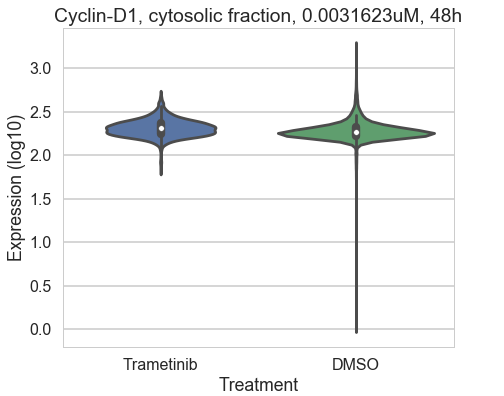 Cyclin-D1, cytosolic fraction, 0.0031623uM, 48h
Expression (log10)
3.0
2.5
2.0
1.5
1.0
0.5
0.0
Trametinib
DMSO
Treatment